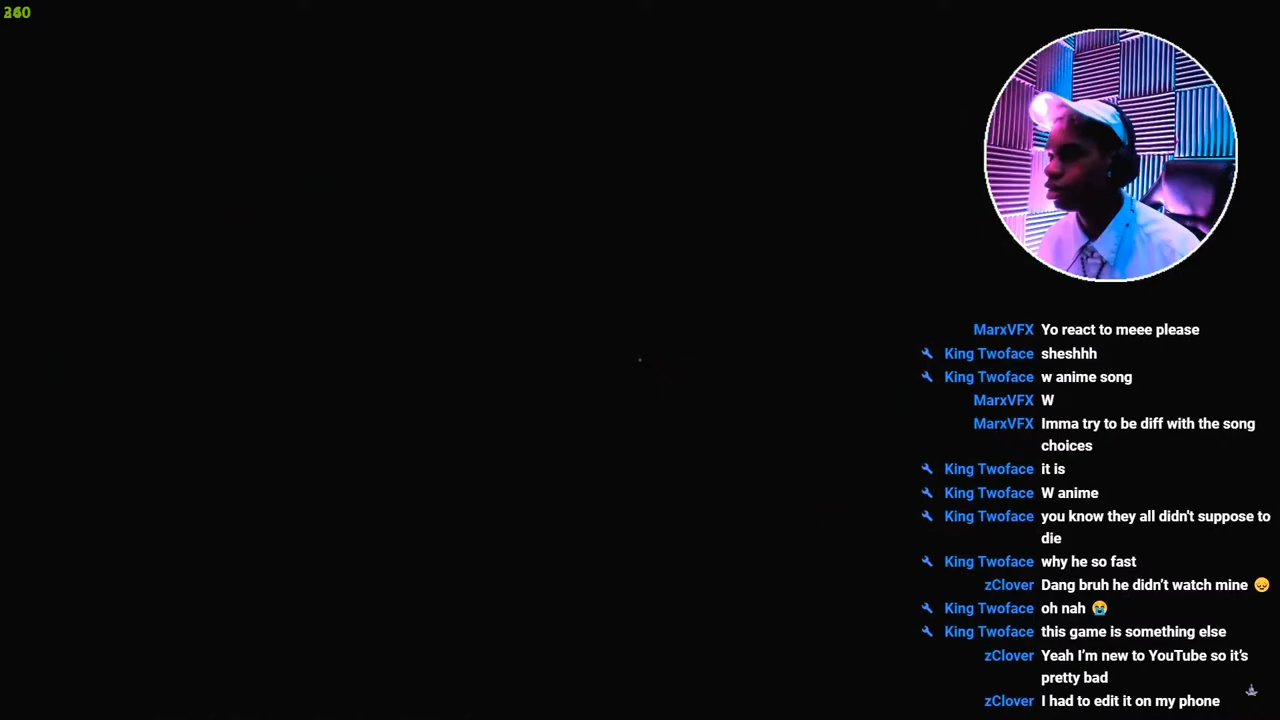 MarxVFX Yo react to meee please
King Twoface sheshhh
King Twoface w anime song
MarxVFX W
MarxVFX Imma try to be diff with the song
choices
King Twoface it is
King Twoface W anime
King Twoface you know they all didn't suppose to
die
King Twoface why he so fast
zClover Dang bruh he didn’t watch mine 😔
King Twoface oh nah 😭
King Twoface this game is something else
zClover Yeah I’m new to YouTube so it’s
pretty bad
zClover I had to edit it on my phone